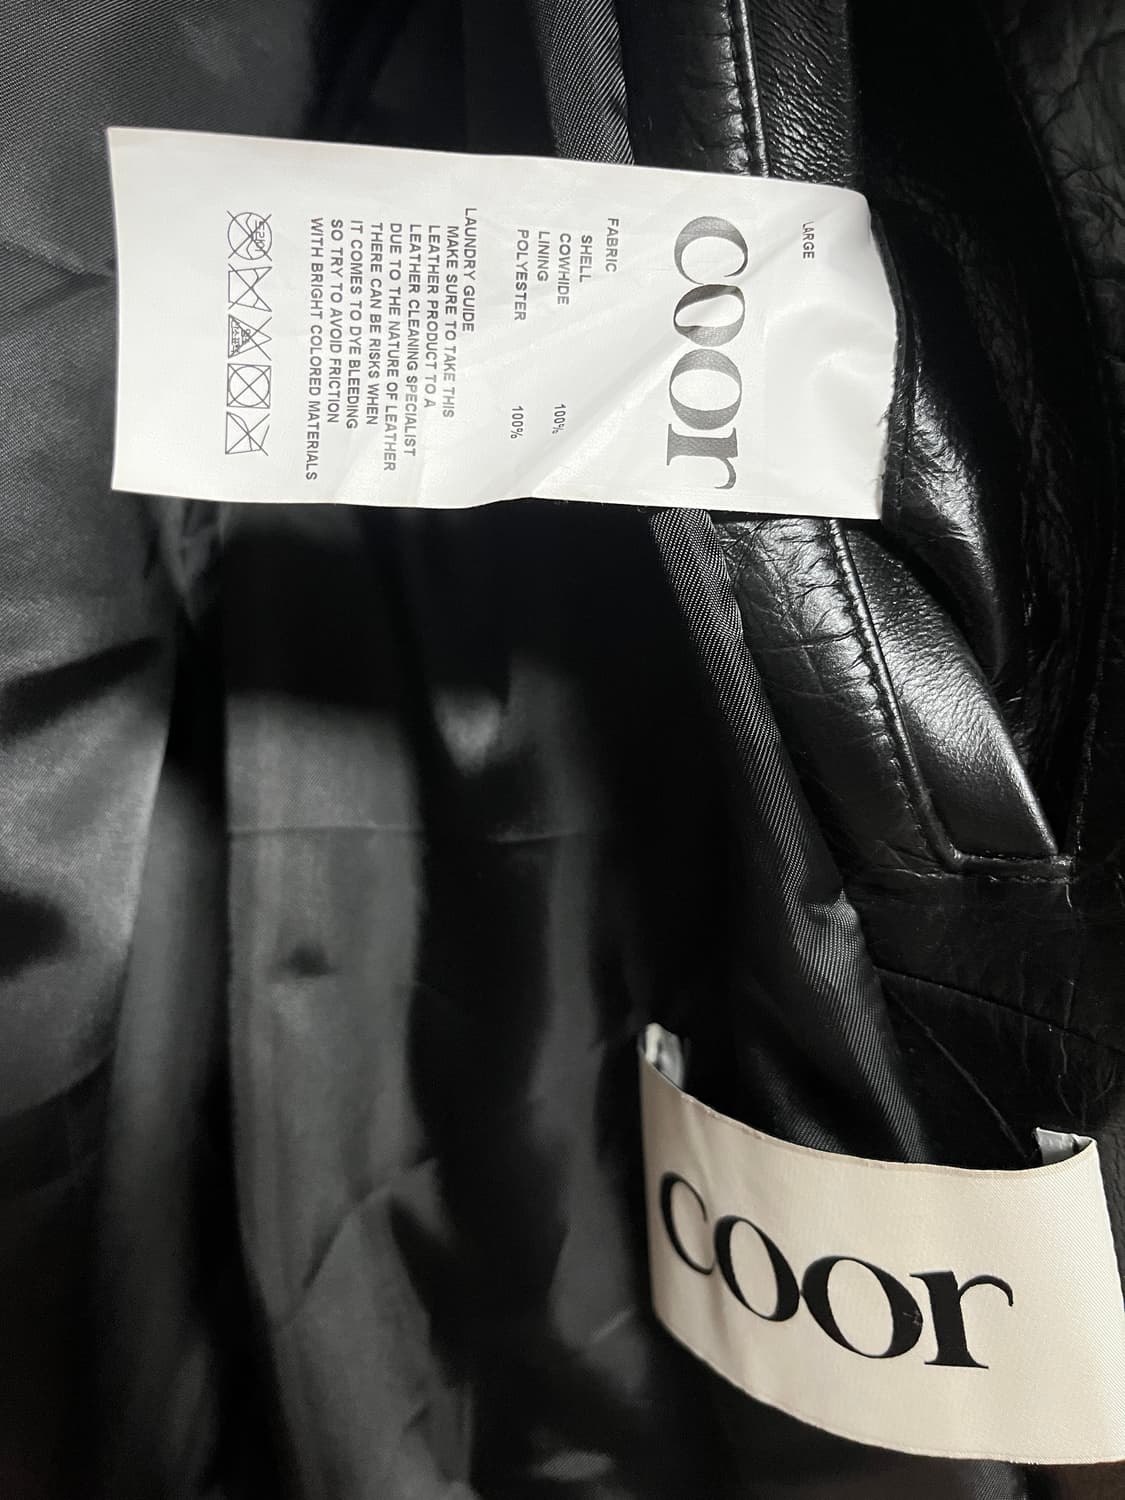 LARGE
coor
FABRIC
SHELL
COWHIDE 100%
LINING
POLYESTER 100%
LAUNDRY GUIDE
MAKE SURE TO TAKE THIS
LEATHER PRODUCT TO A
LEATHER CLEANING SPECIALIST
DUE TO THE NATURE OF LEATHER
THERE CAN BE RISKS WHEN
IT COMES TO DYE BLEEDING
SO TRY TO AVOID FRICTION
WITH BRIGHT COLORED MATERIALS
coor